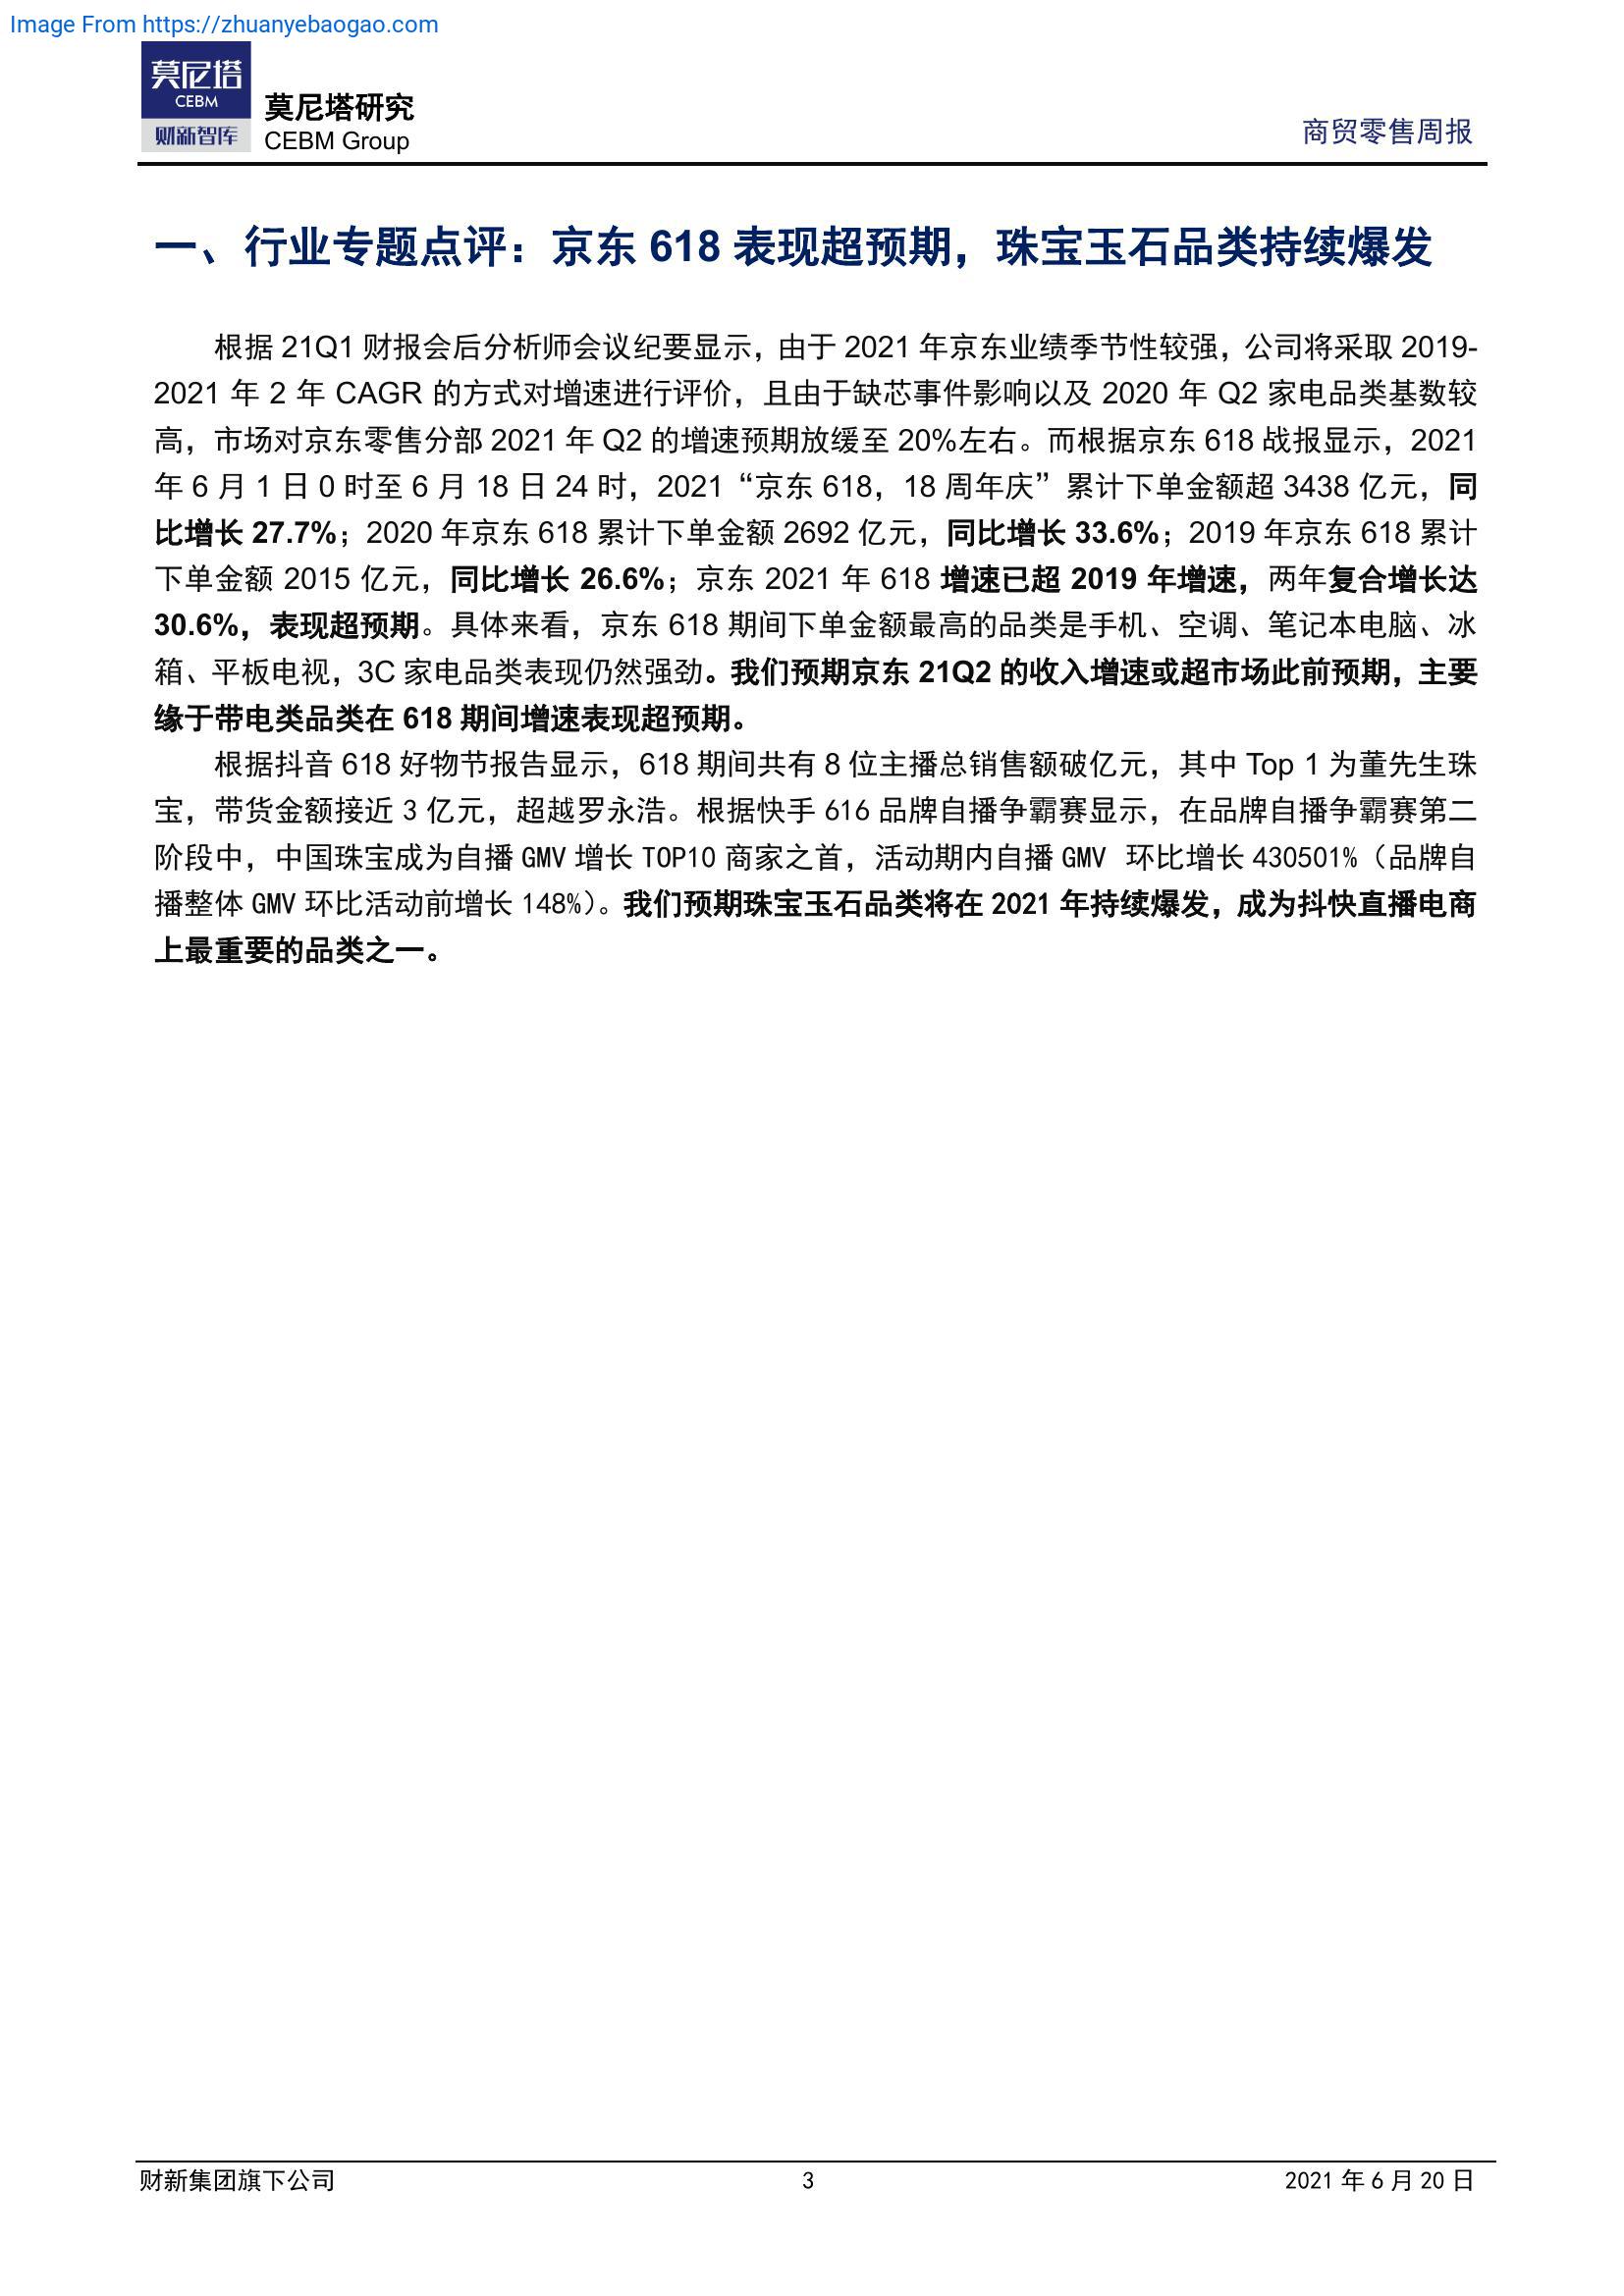 Image From https://zhuanyebaogao.com
莫尼塔
CEBM
财新智库
莫尼塔研究
CEBM Group
商贸零售周报
一、行业专题点评：京东 618 表现超预期，珠宝玉石品类持续爆发
根据 21Q1 财报会后分析师会议纪要显示，由于 2021 年京东业绩季节性较强，公司将采取 2019-
2021 年 2 年 CAGR 的方式对增速进行评价，且由于缺芯事件影响以及 2020 年 Q2 家电品类基数较
高，市场对京东零售分部 2021 年 Q2 的增速预期放缓至 20%左右。而根据京东 618 战报显示，2021
年 6 月 1 日 0 时至 6 月 18 日 24 时，2021“京东 618，18 周年庆”累计下单金额超 3438 亿元，同
比增长 27.7%；2020 年京东 618 累计下单金额 2692 亿元，同比增长 33.6%；2019 年京东 618 累计
下单金额 2015 亿元，同比增长 26.6%；京东 2021 年 618 增速已超 2019 年增速，两年复合增长达
30.6%，表现超预期。具体来看，京东 618 期间下单金额最高的品类是手机、空调、笔记本电脑、冰
箱、平板电视，3C 家电品类表现仍然强劲。我们预期京东 21Q2 的收入增速或超市场此前预期，主要
缘于带电类品类在 618 期间增速表现超预期。
根据抖音 618 好物节报告显示，618 期间共有 8 位主播总销售额破亿元，其中 Top 1 为董先生珠
宝，带货金额接近 3 亿元，超越罗永浩。根据快手 616 品牌自播争霸赛显示，在品牌自播争霸赛第二
阶段中，中国珠宝成为自播 GMV 增长 TOP10 商家之首，活动期内自播 GMV 环比增长 430501%（品牌自
播整体 GMV 环比活动前增长 148%）。我们预期珠宝玉石品类将在 2021 年持续爆发，成为抖快直播电商
上最重要的品类之一。
财新集团旗下公司
3
2021 年 6 月 20 日